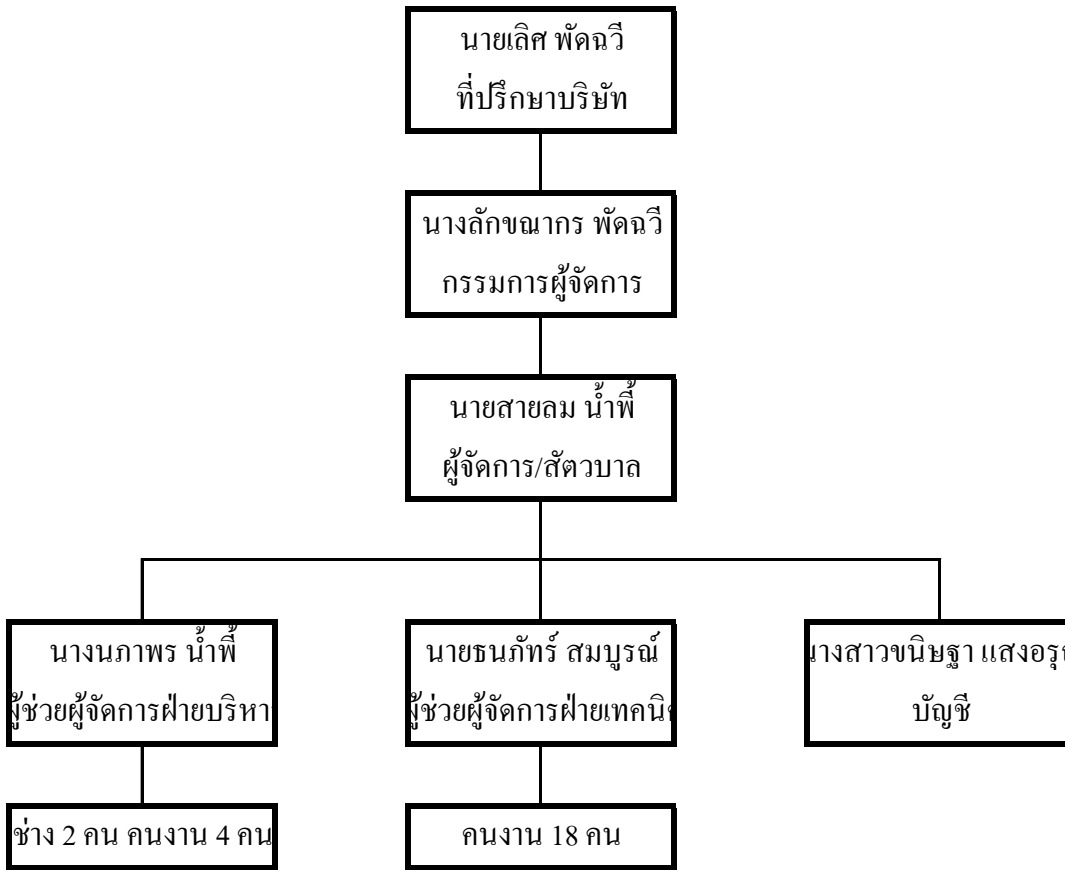 นายเลิศ พัดฉวี
ที่ปรึกษาบริษัท
นางลักขณากร พัดฉวี
กรรมการผู้จัดการ
นายสายลม น้ำพี้
ผู้จัดการ/สัตวบาล
นางนภาพร น้ำพี้
ผู้ช่วยผู้จัดการฝ่ายบริหา
นายธนภัทร์ สมบูรณ์
ผู้ช่วยผู้จัดการฝ่ายเทคนิ
นางสาวขนิษฐา
บัญชี
ช่าง 2 คน คนงาน 4 คน
คนงาน 18 คน